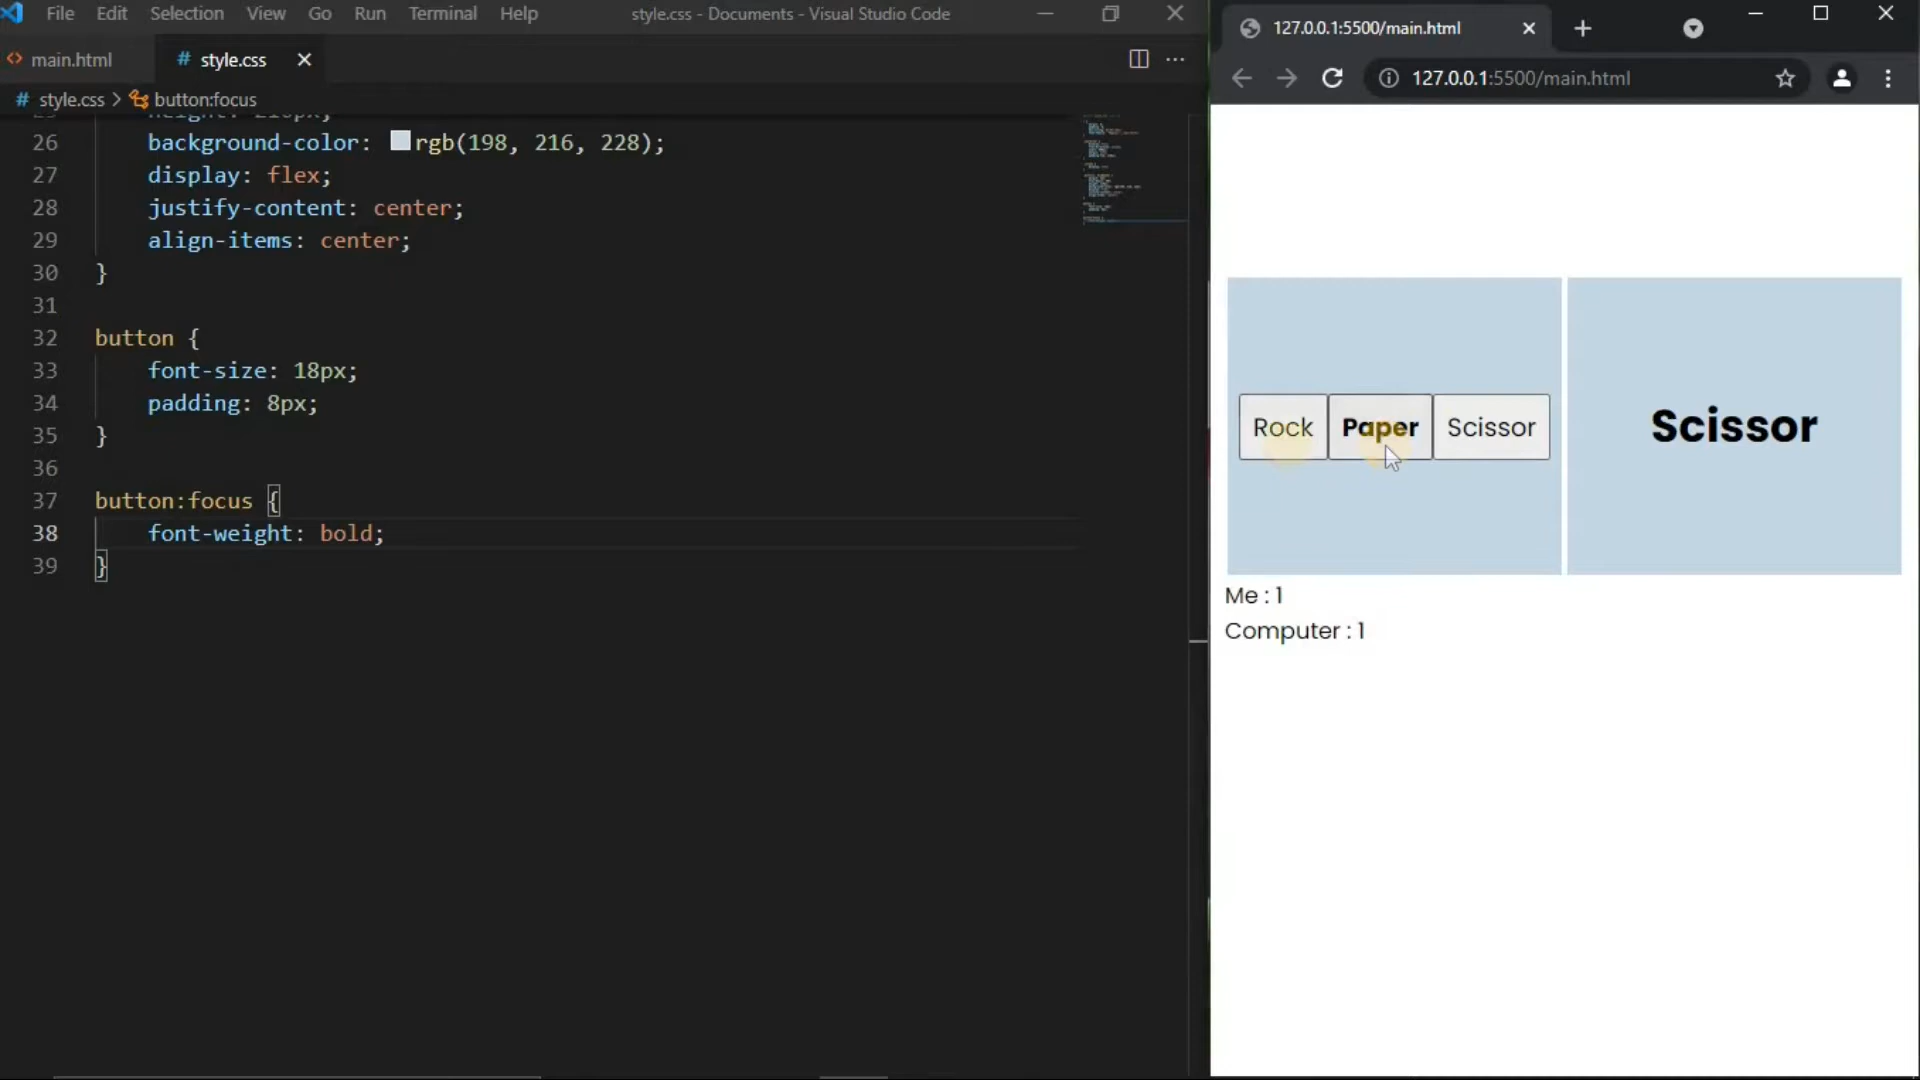 File Edit Selection View Go Run Terminal Help style.css - Documents - Visual Studio Code
main.html # style.css
# style.css > button:focus
26 background-color: rgb(198, 216, 228);
27 display: flex;
28 justify-content: center;
29 align-items: center;
30 }
31
32 button {
33 font-size: 18px;
34 padding: 8px;
35 }
36
37 button:focus {
38 font-weight: bold;
39 }
127.0.0.1:5500/main.html
127.0.0.1:5500/main.html
Rock Paper Scissor
Scissor
Me : 1
Computer : 1